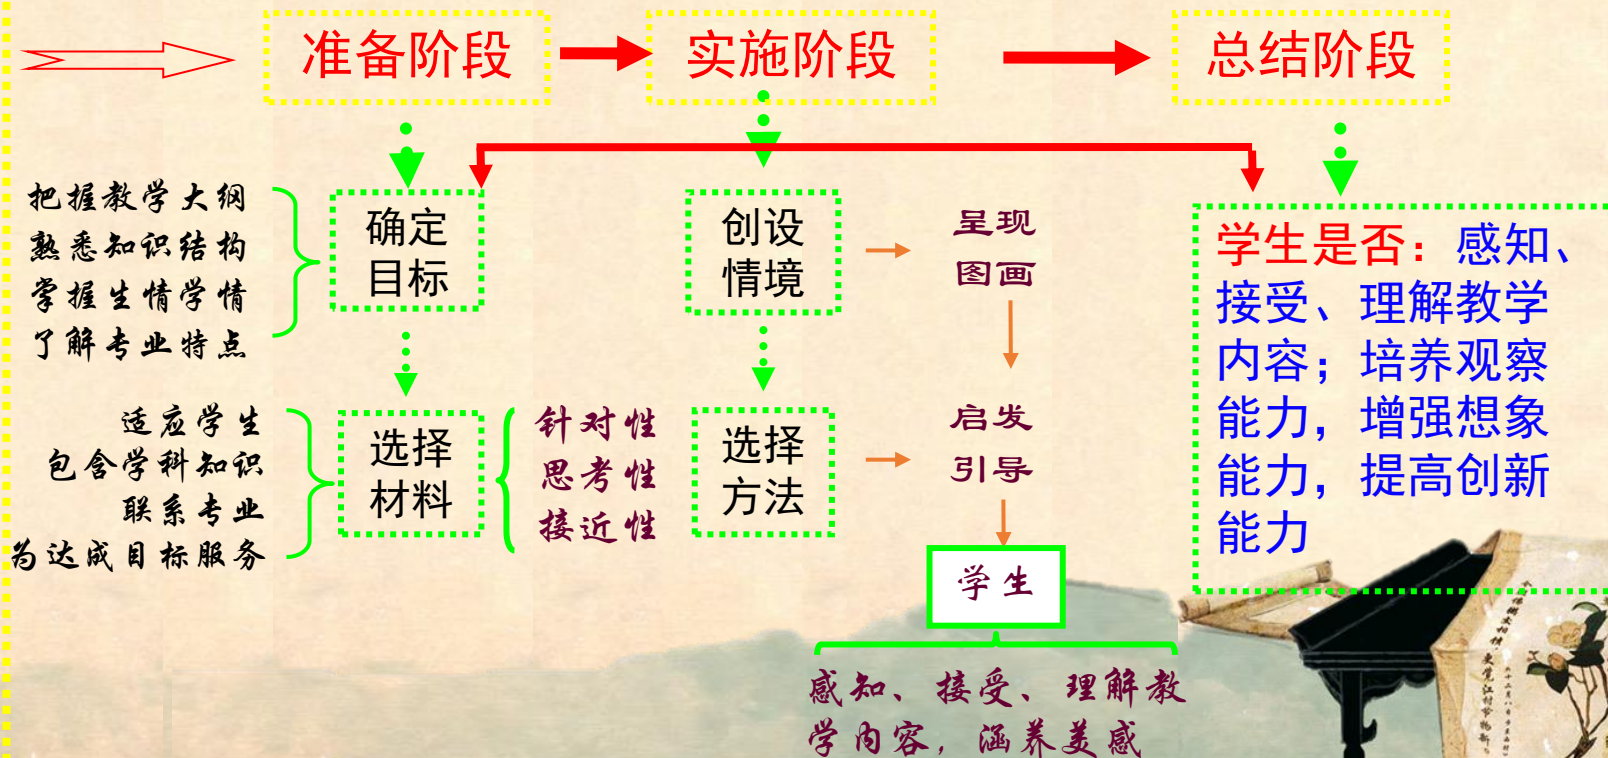 准备阶段
实施阶段
总结阶段
把握教学大纲
熟悉知识结构
掌握生情学情
了解专业特点
确定
目标
适应学生
包含学科知识
联系专业
为达成目标服务
选择
材料
针对性
思考性
接近性
创设
情境
呈现
图画
选择
方法
启发
引导
学生
感知、接受、理解教
学内容，涵养美感
学生是否：感知、
接受、理解教学
内容；培养观察
能力，增强想象
能力，提高创新
能力